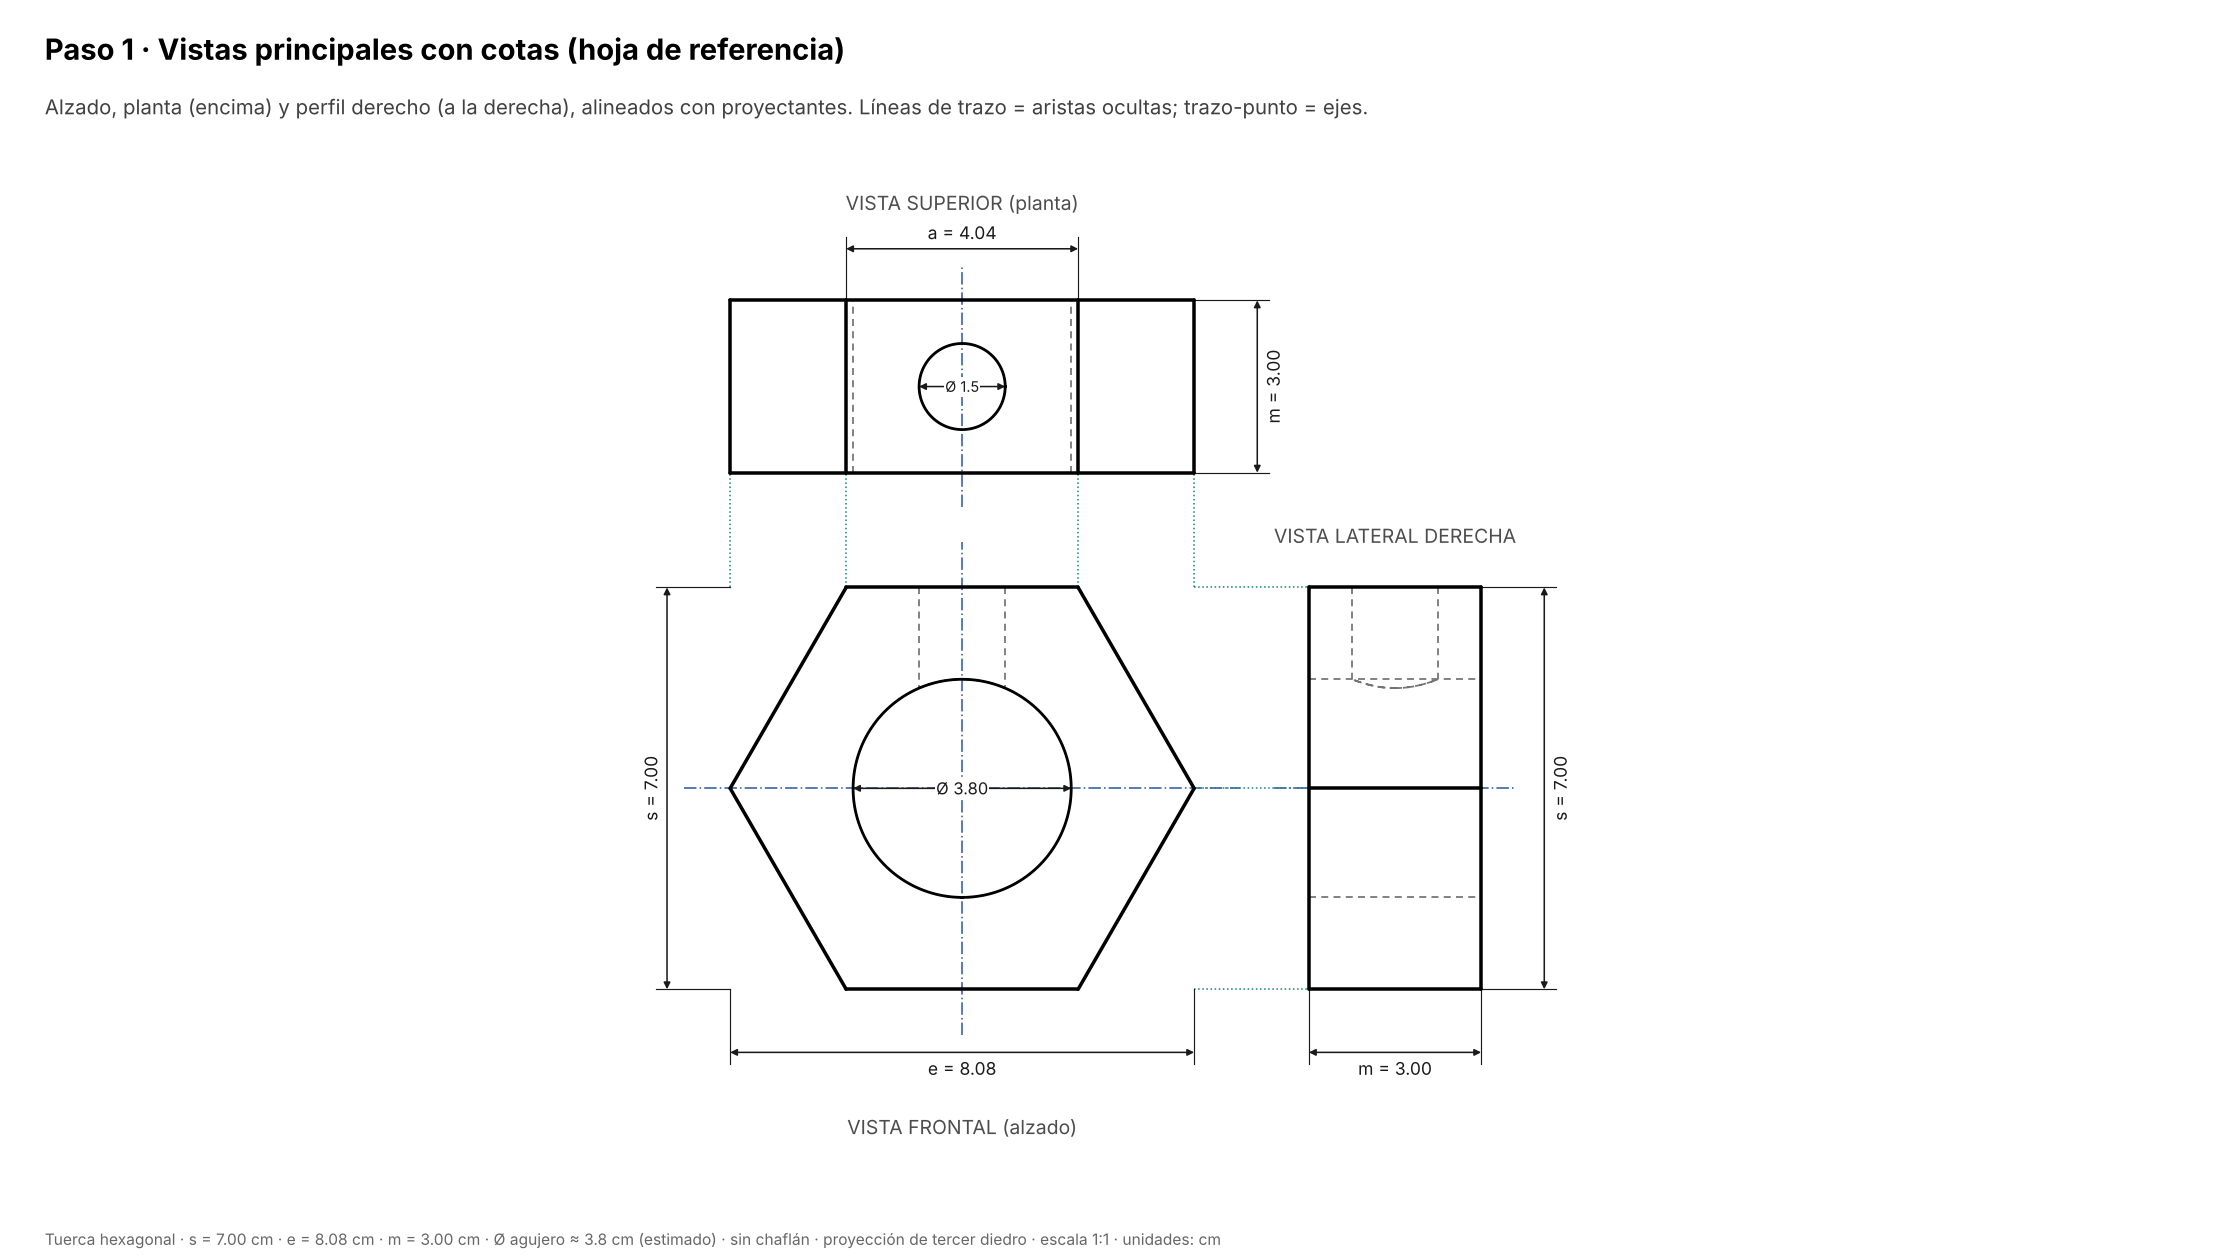 Paso 1 · Vistas principales con cotas (hoja de referencia)
Alzado, planta (encima) y perfil derecho (a la derecha), alineados con proyectantes. Líneas de trazo = aristas ocultas; trazo-punto = ejes.
VISTA SUPERIOR (planta)
a = 4.04
Ø 1.5
m = 3.00
VISTA LATERAL DERECHA
s = 7.00
Ø 3.80
s = 7.00
e = 8.08
m = 3.00
VISTA FRONTAL (alzado)
Tuerca hexagonal · s = 7.00 cm · e = 8.08 cm · m = 3.00 cm · Ø agujero ≈ 3.8 cm (estimado) · sin chaflán · proyección de tercer diedro · escala 1:1 · unidades: cm